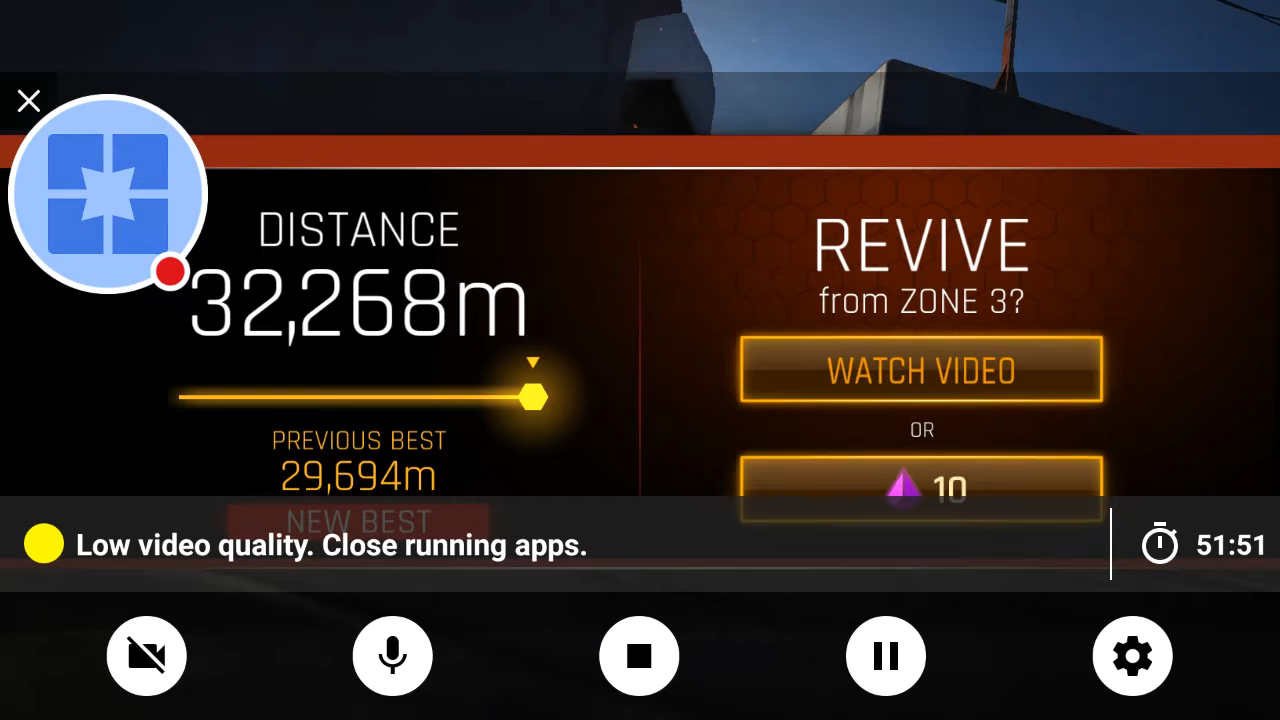 DISTANCE
32,268m
PREVIOUS BEST
29,694m
NEW BEST
REVIVE
from ZONE 3?
WATCH VIDEO
OR
10
Low video quality. Close running apps.
51:51